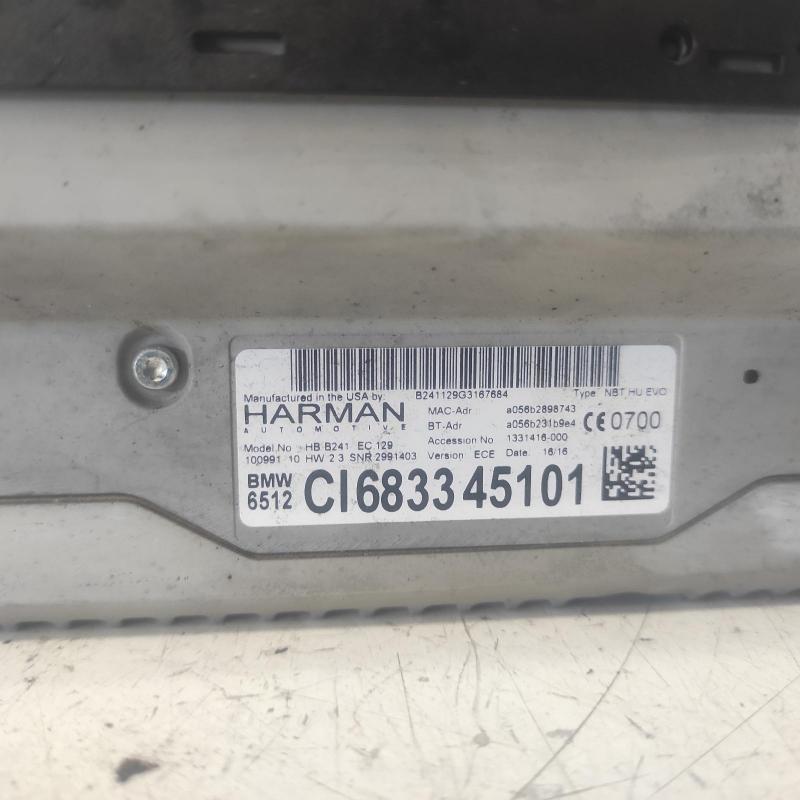 Manufactured in the USA by: B241129G3167684 Type NBT HU EVO
HARMAN MAC-Adr a056b2898743
AUTOMOTIVE BT-Adr a056b231b9e4 CE 0700
Model No HB B241 EC 129 Accession No 1331416-000
100991 10 HW 2 3 SNR 2991403 Version ECE Date: 16/16
BMW
6512 CI683345101